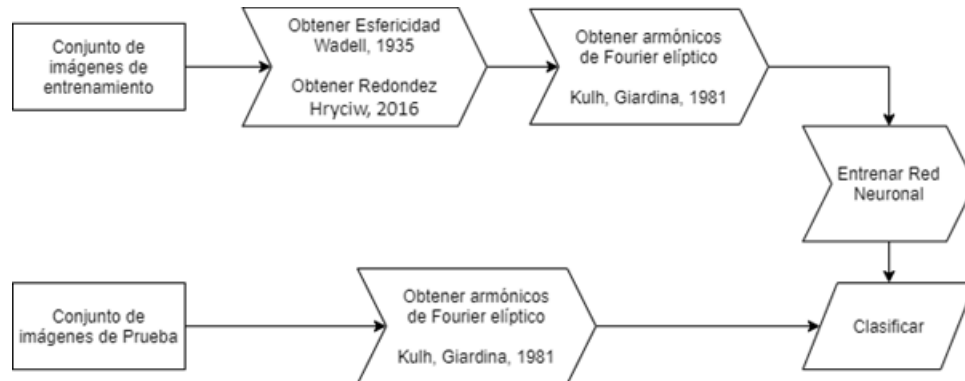 Conjunto de
imágenes de
entrenamiento
Obtener Esfericidad
Wadell, 1935
Obtener Redondez
Hryciw, 2016
Obtener armónicos
de Fourier elíptico
Kulh, Giardina, 1981
Entrenar Red
Neuronal
Conjunto de
imágenes de Prueba
Obtener armónicos
de Fourier elíptico
Kulh, Giardina, 1981
Clasificar